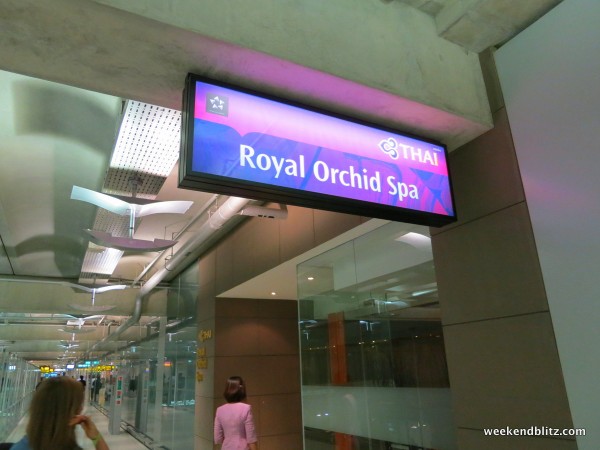 THAI
Royal Orchid Spa
weekendblitz.com